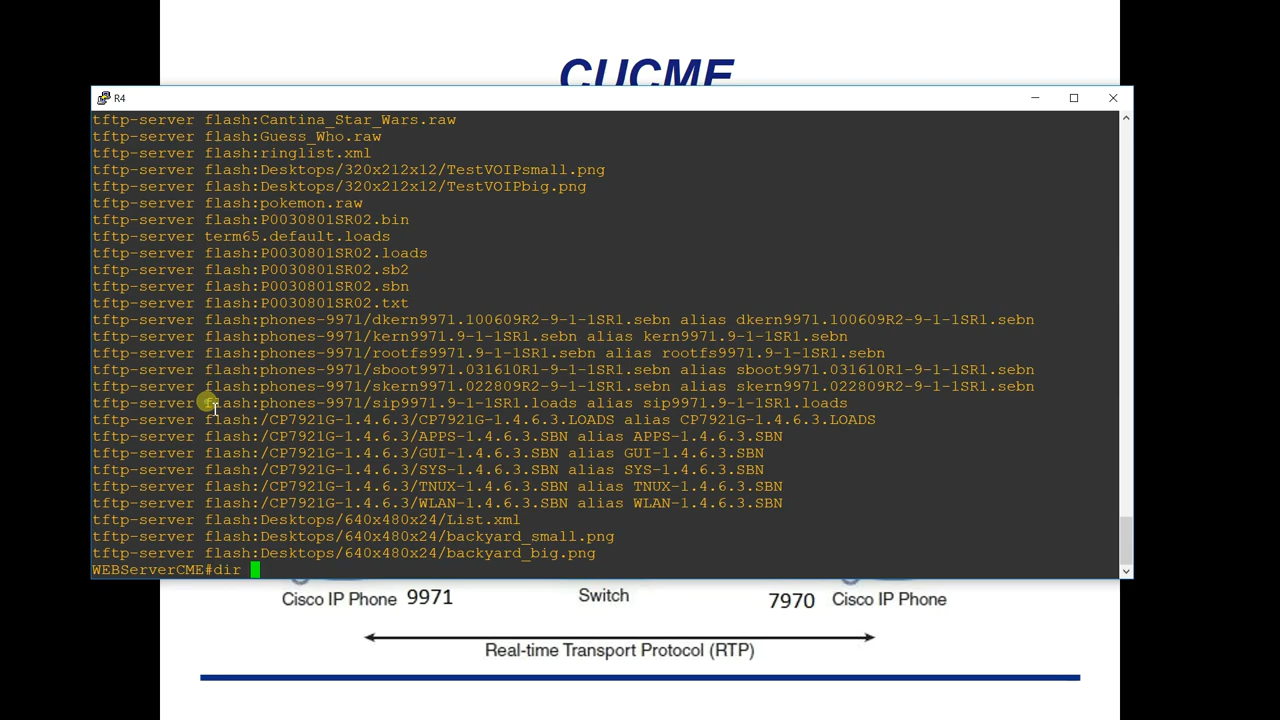 CUCME
R4
tftp-server flash:Cantina_Star_Wars.raw
tftp-server flash:Guess_Who.raw
tftp-server flash:ringlist.xml
tftp-server flash:Desktops/320x212x12/TestVOIPsmall.png
tftp-server flash:Desktops/320x212x12/TestVOIPbig.png
tftp-server flash:pokemon.raw
tftp-server flash:P0030801SR02.bin
tftp-server term65.default.loads
tftp-server flash:P0030801SR02.loads
tftp-server flash:P0030801SR02.sb2
tftp-server flash:P0030801SR02.sbn
tftp-server flash:P0030801SR02.txt
tftp-server flash:phones-9971/dkern9971.100609R2-9-1-1SR1.sebn alias dkern9971.100609R2-9-1-1SR1.sebn
tftp-server flash:phones-9971/kern9971.9-1-1SR1.sebn alias kern9971.9-1-1SR1.sebn
tftp-server flash:phones-9971/rootfs9971.9-1-1SR1.sebn alias rootfs9971.9-1-1SR1.sebn
tftp-server flash:phones-9971/sboot9971.031610R1-9-1-1SR1.sebn alias sboot9971.031610R1-9-1-1SR1.sebn
tftp-server flash:phones-9971/skern9971.022809R2-9-1-1SR1.sebn alias skern9971.022809R2-9-1-1SR1.sebn
tftp-server flash:phones-9971/sip9971.9-1-1SR1.loads alias sip9971.9-1-1SR1.loads
tftp-server flash:/CP7921G-1.4.6.3/CP7921G-1.4.6.3.LOADS alias CP7921G-1.4.6.3.LOADS
tftp-server flash:/CP7921G-1.4.6.3/APPS-1.4.6.3.SBN alias APPS-1.4.6.3.SBN
tftp-server flash:/CP7921G-1.4.6.3/GUI-1.4.6.3.SBN alias GUI-1.4.6.3.SBN
tftp-server flash:/CP7921G-1.4.6.3/SYS-1.4.6.3.SBN alias SYS-1.4.6.3.SBN
tftp-server flash:/CP7921G-1.4.6.3/TNUX-1.4.6.3.SBN alias TNUX-1.4.6.3.SBN
tftp-server flash:/CP7921G-1.4.6.3/WLAN-1.4.6.3.SBN alias WLAN-1.4.6.3.SBN
tftp-server flash:Desktops/640x480x24/List.xml
tftp-server flash:Desktops/640x480x24/backyard_small.png
tftp-server flash:Desktops/640x480x24/backyard_big.png
WEBServerCME#dir
Cisco IP Phone 9971 Switch 7970 Cisco IP Phone
Real-time Transport Protocol (RTP)